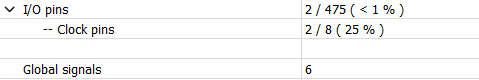 I/O pins 2 / 475 ( < 1 % )
-- Clock pins 2 / 8 ( 25 % )
Global signals 6